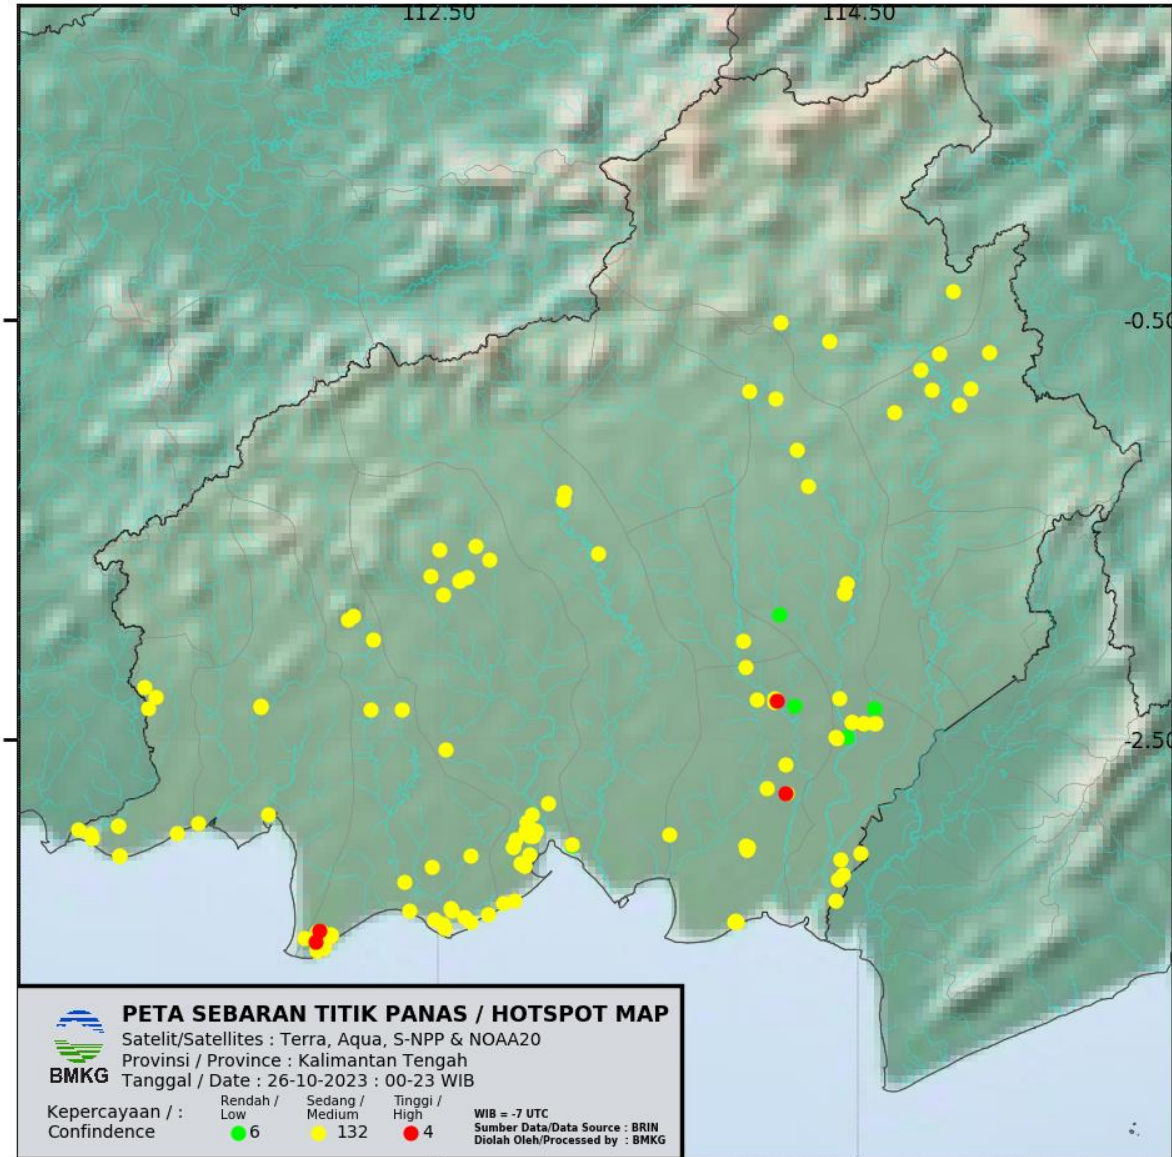 112.50
114.50
-0.50
-2.50
PETA SEBARAN TITIK PANAS / HOTSPOT MAP
Satelit/Satellites : Terra, Aqua, S-NPP & NOAA20
Provinsi / Province : Kalimantan Tengah
Tanggal / Date : 26-10-2023 : 00-23 WIB
BMKG
Kepercayaan / :
Confindence
Rendah /
Low
6
Sedang /
Medium
132
Tinggi /
High
4
WIB = -7 UTC
Sumber Data/Data Source : BRIN
Diolah Oleh/Processed by : BMKG